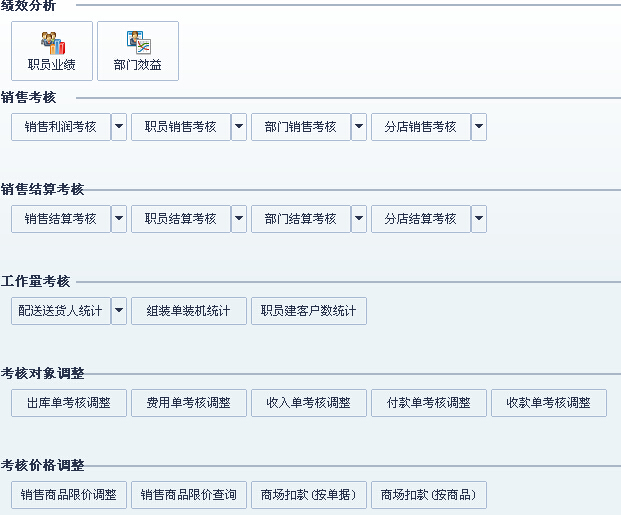 绩效分析
职员业绩 部门效益
销售考核
销售利润考核 职员销售考核 部门销售考核 分店销售考核
销售结算考核
销售结算考核 职员结算考核 部门结算考核 分店结算考核
工作量考核
配送送货人统计 组装单装机统计 职员建客户数统计
考核对象调整
出库单考核调整 费用单考核调整 收入单考核调整 付款单考核调整 收款单考核调整
考核价格调整
销售商品限价调整 销售商品限价查询 商场扣款(按单据) 商场扣款(按商品)